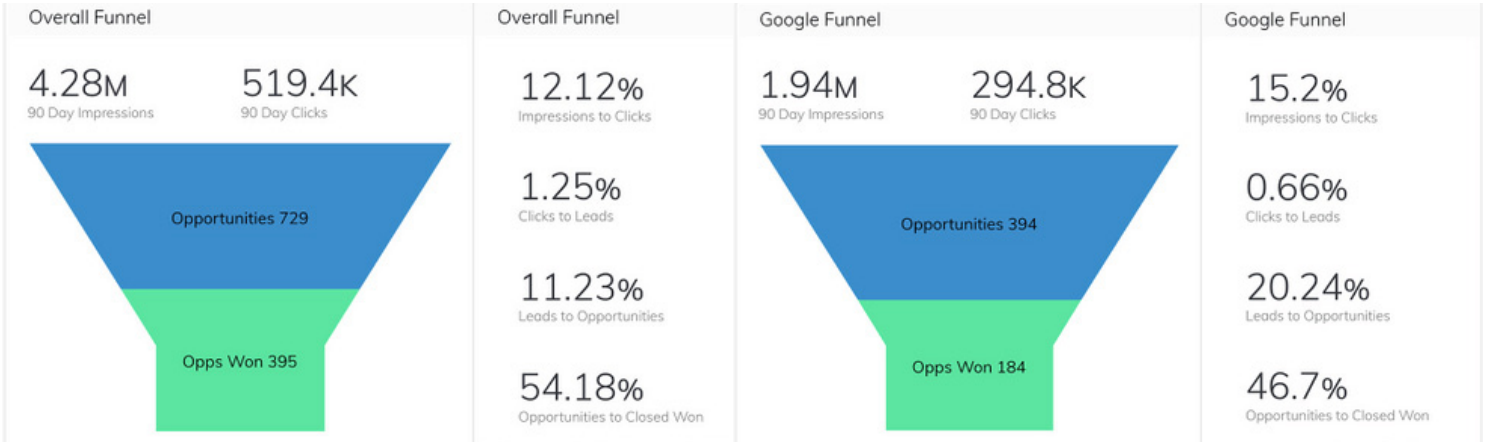 Overall Funnel
4.28M
90 Day Impressions
519.4K
90 Day Clicks
Opportunities 729
Opps Won 395
Overall Funnel
12.12%
Impressions to Clicks
1.25%
Clicks to Leads
11.23%
Leads to Opportunities
54.18%
Opportunities to Closed Won
Google Funnel
1.94M
90 Day Impressions
294.8K
90 Day Clicks
Opportunities 394
Opps Won 184
Google Funnel
15.2%
Impressions to Clicks
0.66%
Clicks to Leads
20.24%
Leads to Opportunities
46.7%
Opportunities to Closed Won